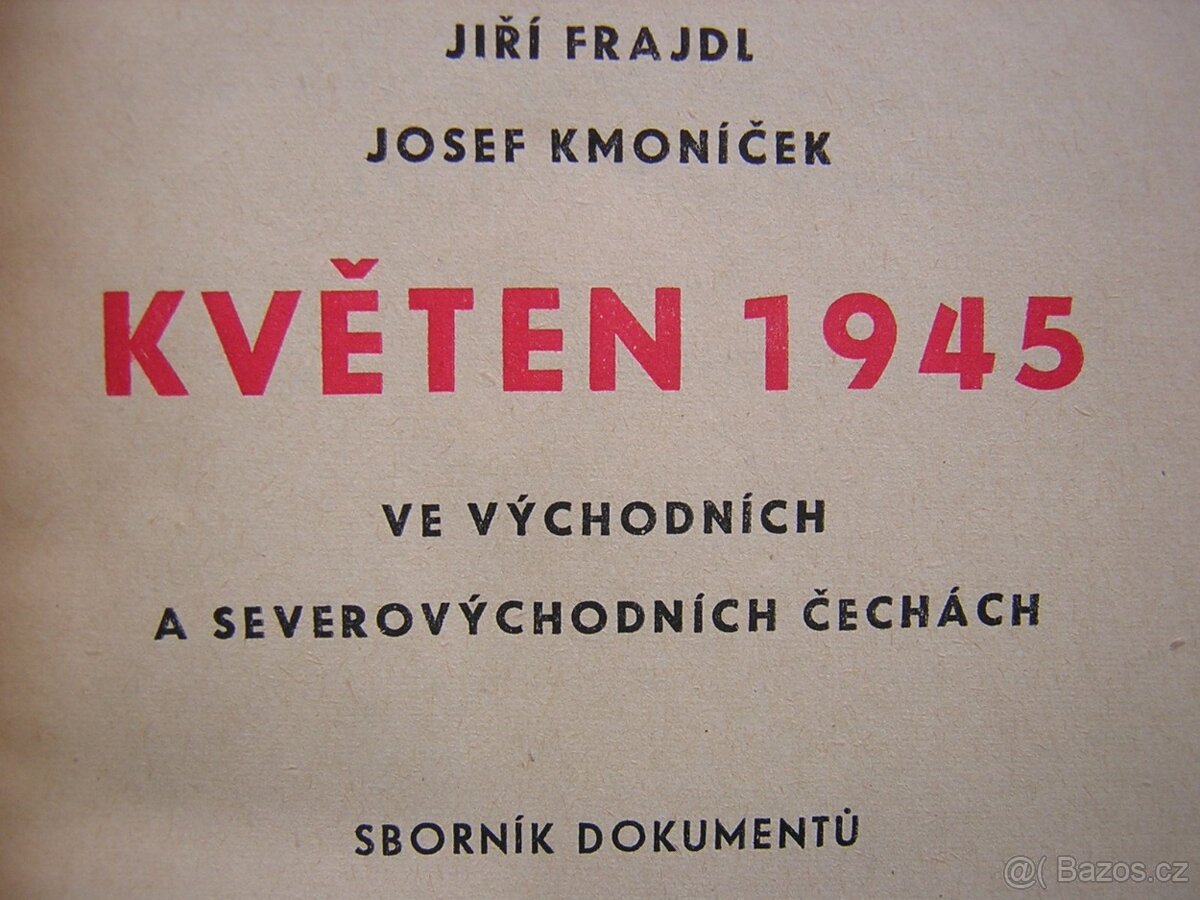 JIŘÍ FRAJDL
JOSEF KMONÍČEK
KVĚTEN 1945
VE VÝCHODNÍCH
A SEVEROVÝCHODNÍCH ČECHÁCH
SBORNÍK DOKUMENTŮ
@( Bazos.cz